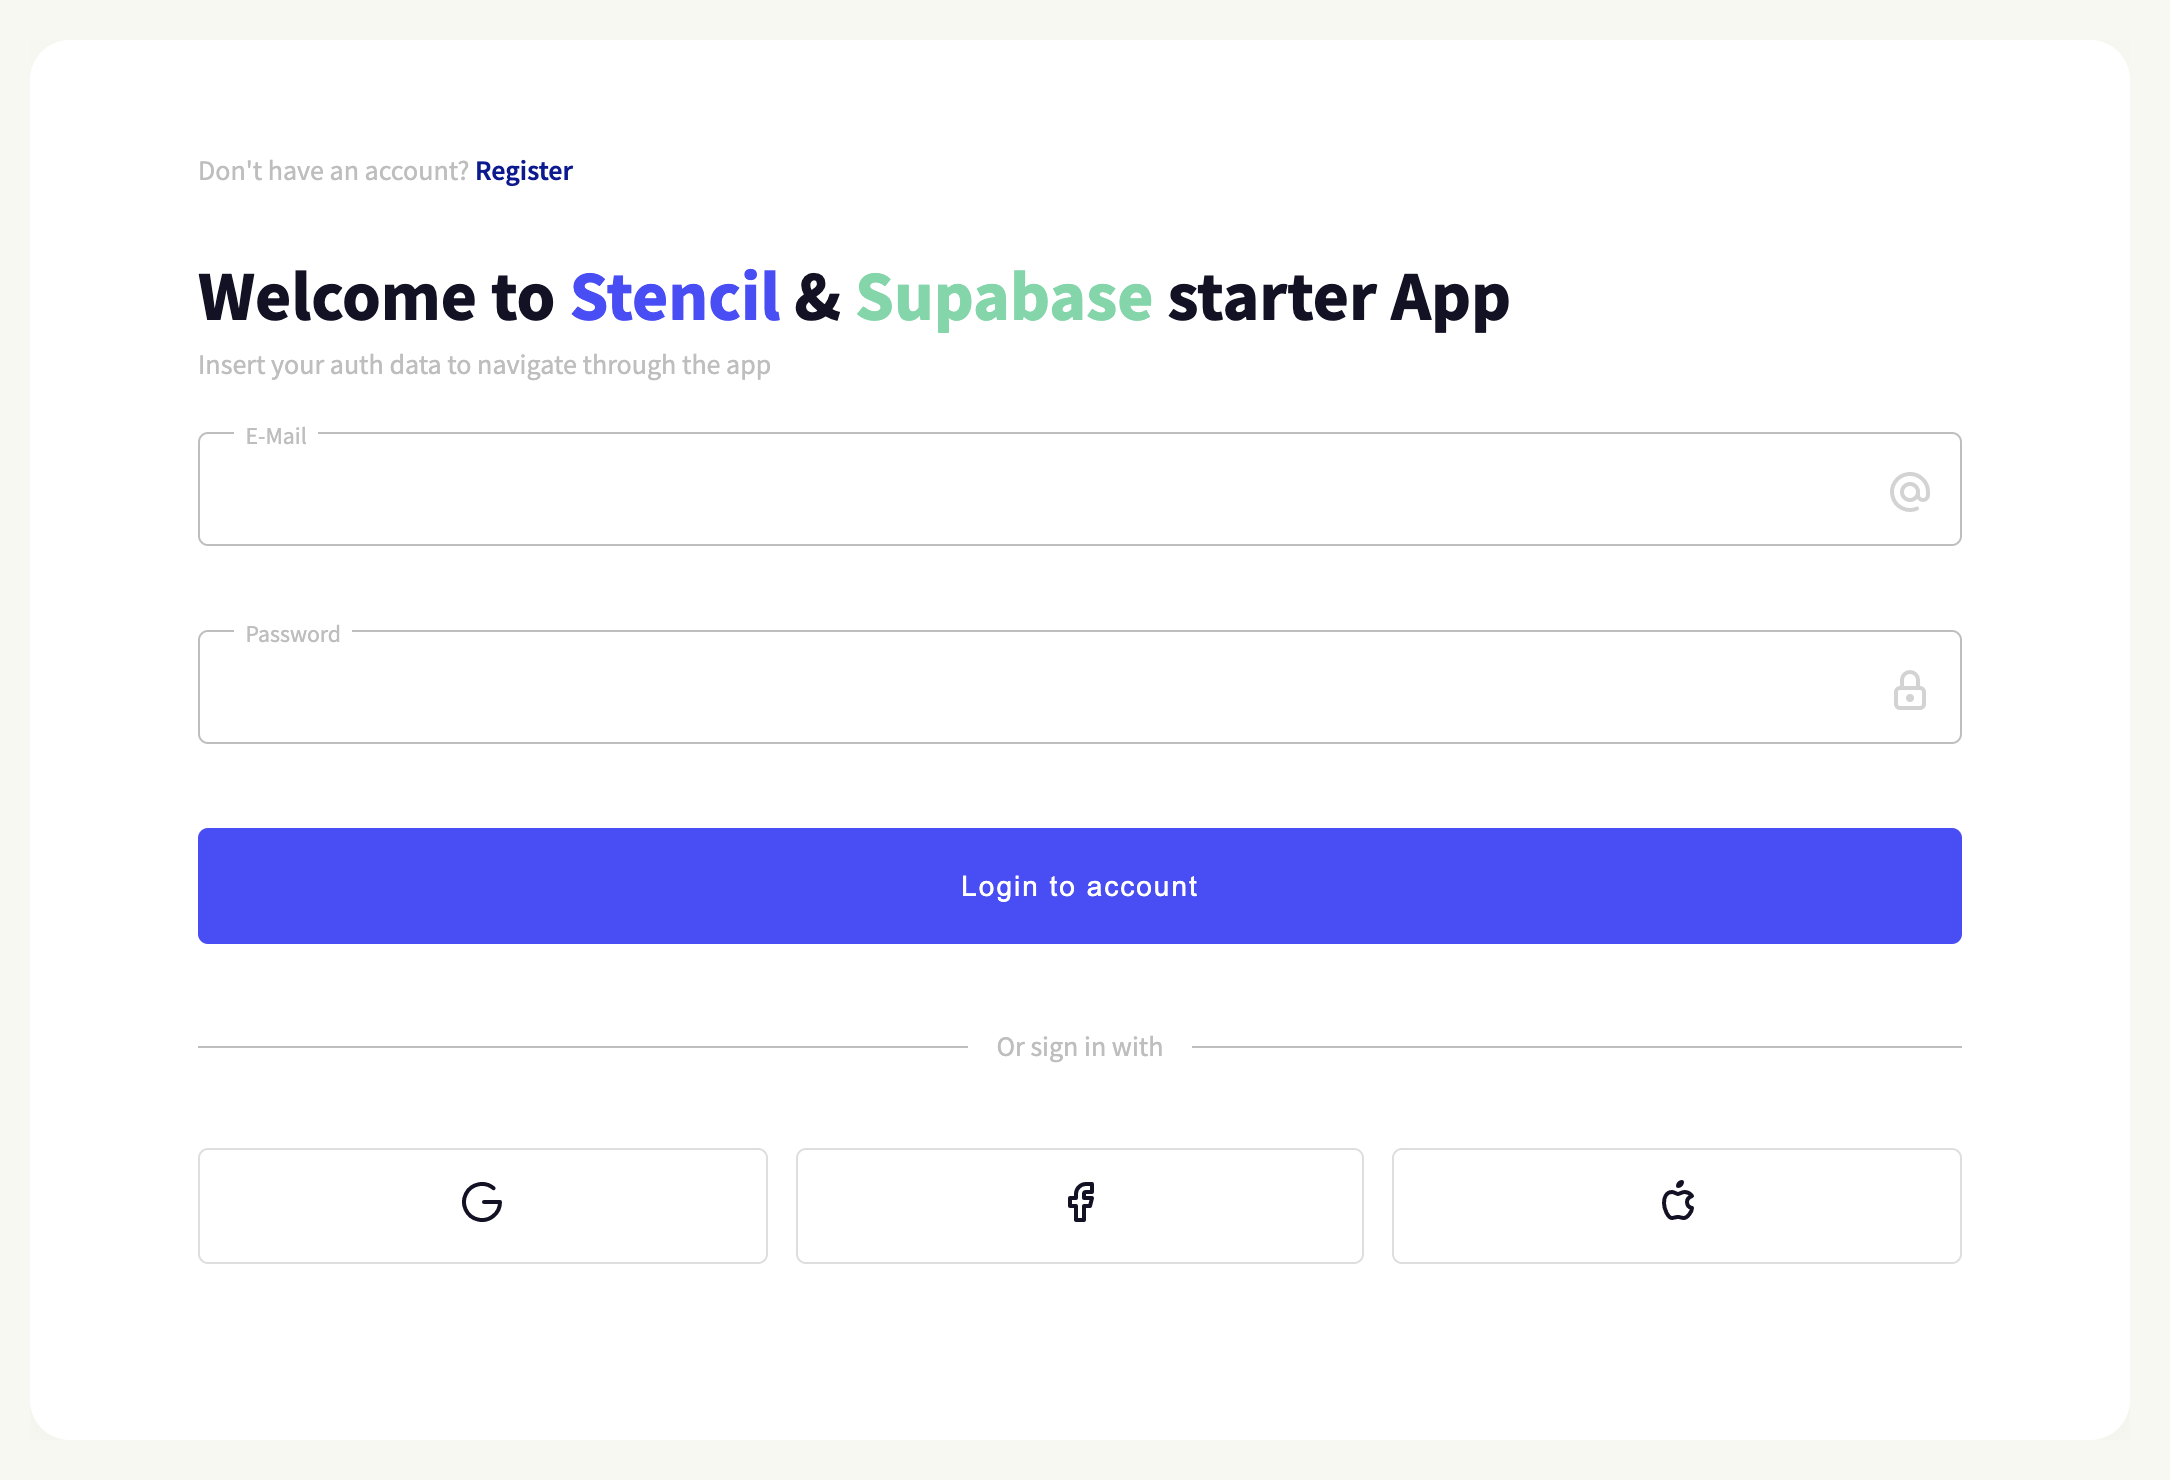 Don't have an account? Register
Welcome to Stencil & Supabase starter App
Insert your auth data to navigate through the app
E-Mail
Password
Login to account
Or sign in with